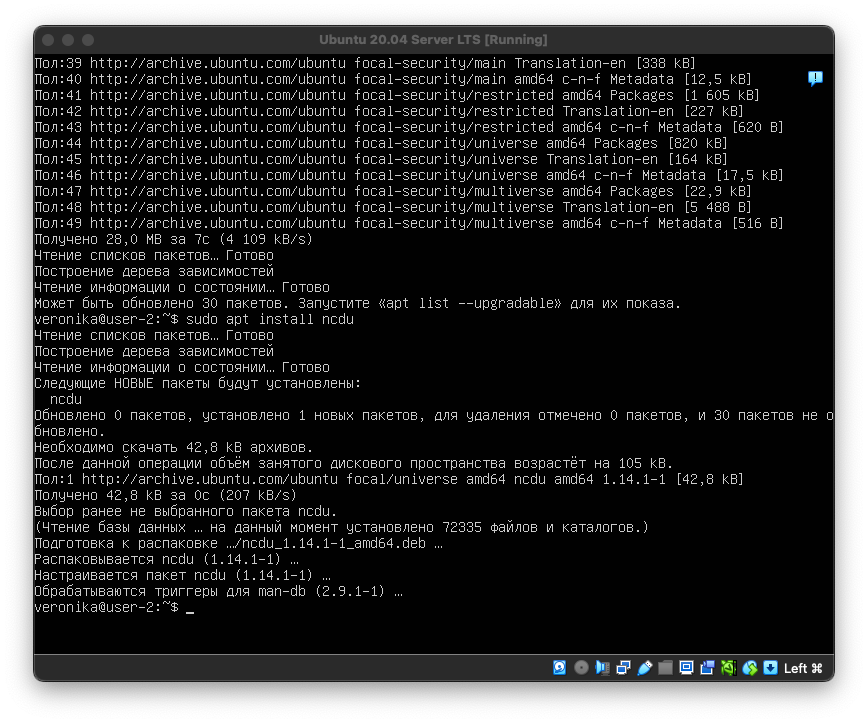 Ubuntu 20.04 Server LTS [Running]
Пол:39 http://archive.ubuntu.com/ubuntu focal-security/main Translation-en [338 kB]
Пол:40 http://archive.ubuntu.com/ubuntu focal-security/main amd64 c-n-f Metadata [12,5 kB]
Пол:41 http://archive.ubuntu.com/ubuntu focal-security/restricted amd64 Packages [1 605 kB]
Пол:42 http://archive.ubuntu.com/ubuntu focal-security/restricted Translation-en [227 kB]
Пол:43 http://archive.ubuntu.com/ubuntu focal-security/restricted amd64 c-n-f Metadata [620 B]
Пол:44 http://archive.ubuntu.com/ubuntu focal-security/universe amd64 Packages [820 kB]
Пол:45 http://archive.ubuntu.com/ubuntu focal-security/universe Translation-en [164 kB]
Пол:46 http://archive.ubuntu.com/ubuntu focal-security/universe amd64 c-n-f Metadata [17,5 kB]
Пол:47 http://archive.ubuntu.com/ubuntu focal-security/multiverse amd64 Packages [22,9 kB]
Пол:48 http://archive.ubuntu.com/ubuntu focal-security/multiverse Translation-en [5 488 B]
Пол:49 http://archive.ubuntu.com/ubuntu focal-security/multiverse amd64 c-n-f Metadata [516 B]
Получено 28,0 MB за 7с (4 109 kB/s)
Чтение списков пакетов… Готово
Построение дерева зависимостей
Чтение информации о состоянии… Готово
Может быть обновлено 30 пакетов. Запустите «apt list --upgradable» для их показа.
veronika@user-2:~$ sudo apt install ncdu
Чтение списков пакетов… Готово
Построение дерева зависимостей
Чтение информации о состоянии… Готово
Следующие НОВЫЕ пакеты будут установлены:
ncdu
Обновлено 0 пакетов, установлено 1 новых пакетов, для удаления отмечено 0 пакетов, и 30 пакетов не о
бновлено.
Необходимо скачать 42,8 kB архивов.
После данной операции объём занятого дискового пространства возрастёт на 105 kB.
Пол:1 http://archive.ubuntu.com/ubuntu focal/universe amd64 ncdu amd64 1.14.1-1 [42,8 kB]
Получено 42,8 kB за 0с (207 kB/s)
Выбор ранее не выбранного пакета ncdu.
(Чтение базы данных … на данный момент установлено 72335 файлов и каталогов.)
Подготовка к распаковке …/ncdu_1.14.1-1_amd64.deb …
Распаковывается ncdu (1.14.1-1) …
Настраивается пакет ncdu (1.14.1-1) …
Обрабатываются триггеры для man-db (2.9.1-1) …
veronika@user-2:~$ _
Left ⌘